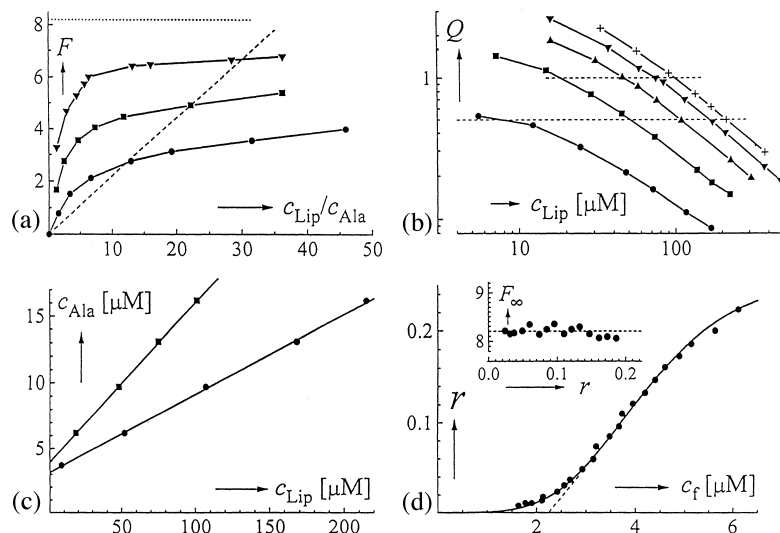 8
6
4
2
F
(a)
0
10
20
30
40
50
c_Lip/c_Ala
Q
1
(b)
10
100
c_Lip [µM]
15
10
5
c_Ala [µM]
(c)
50
100
150
200
c_Lip [µM]
0.2
0.1
r
9
8
F_∞
0.0
0.1
0.2
r
(d)
0
2
4
6
c_f [µM]